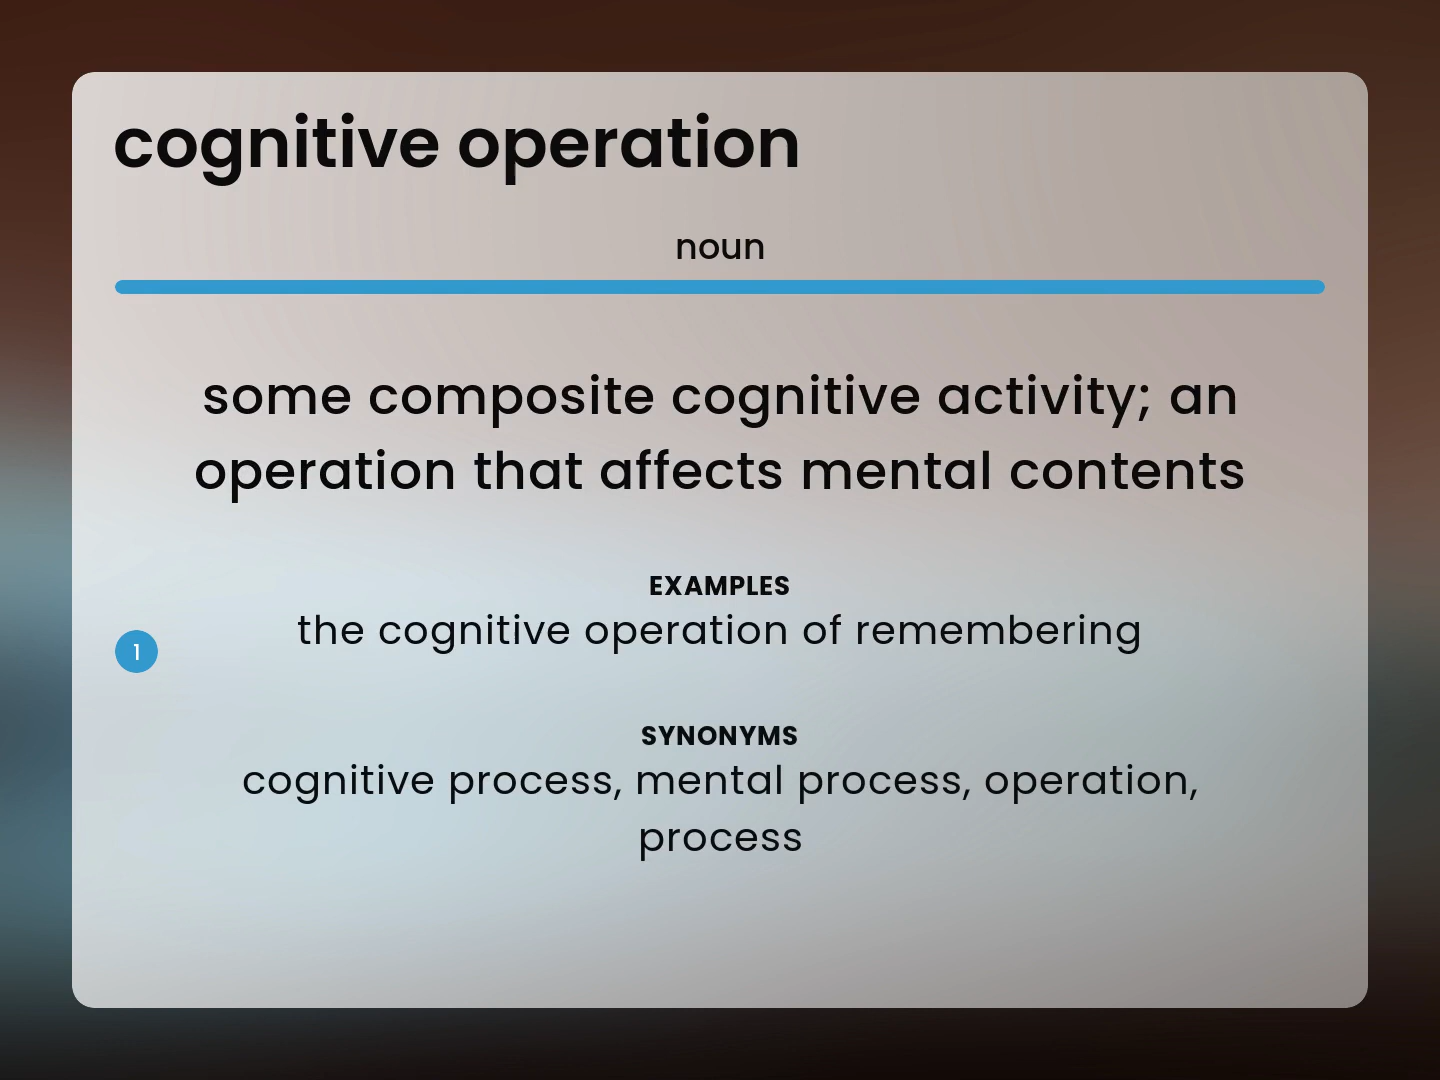 cognitive operation
noun
some composite cognitive activity; an
operation that affects mental contents
EXAMPLES
the cognitive operation of remembering
1
SYNONYMS
cognitive process, mental process, operation,
process